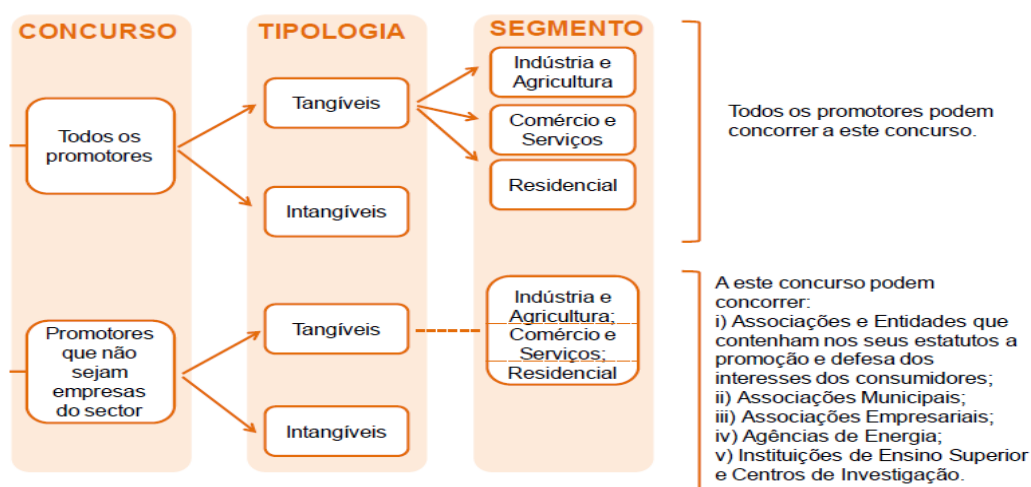 CONCURSO
TIPOLOGIA
SEGMENTO
Todos os
promotores
Tangíveis
Intangíveis
Indústria e
Agricultura
Comércio e
Serviços
Residencial
Todos os promotores podem
concorrer a este concurso.
Promotores
que não
sejam
empresas
do sector
Tangíveis
Intangíveis
Indústria e
Agricultura;
Comércio e
Serviços;
Residencial
A este concurso podem
concorrer:
i) Associações e Entidades que
contenham nos seus estatutos a
promoção e defesa dos
interesses dos consumidores;
ii) Associações Municipais;
iii) Associações Empresariais;
iv) Agências de Energia;
v) Instituições de Ensino Superior
e Centros de Investigação.